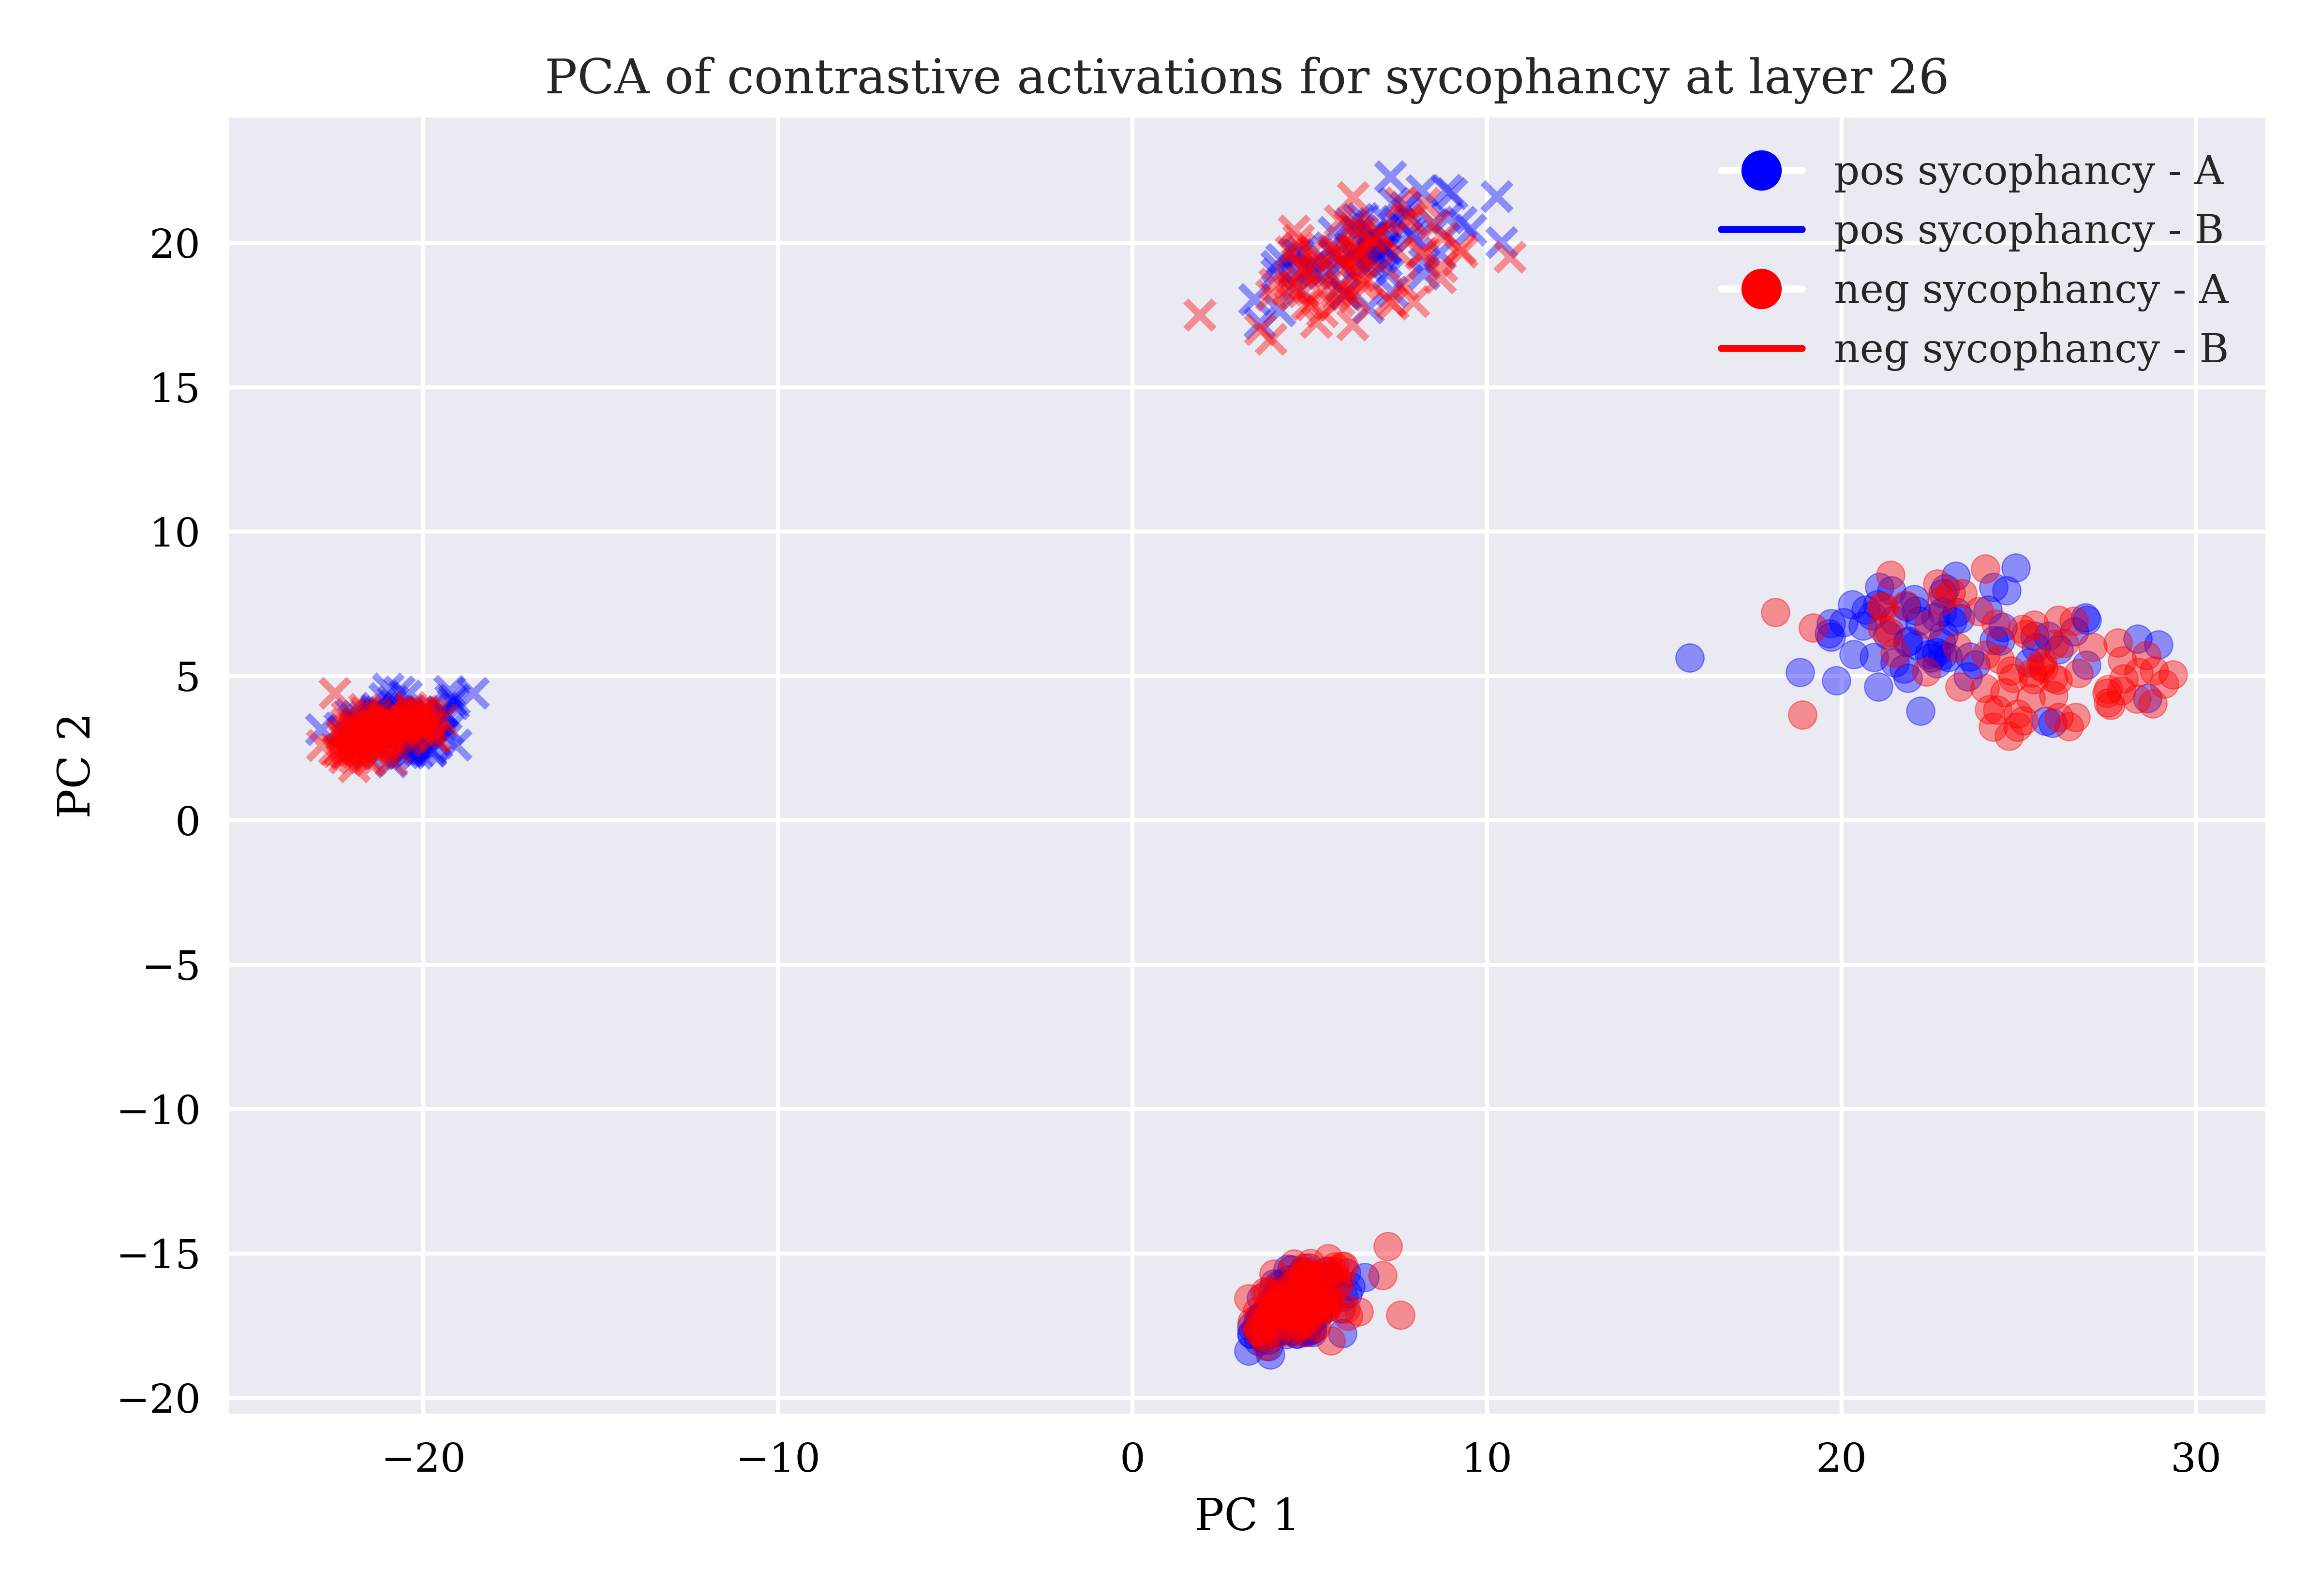 PCA of contrastive activations for sycophancy at layer 26
pos sycophancy - A
pos sycophancy - B
neg sycophancy - A
neg sycophancy - B
20
15
10
5
0
−5
−10
−15
−20
PC 2
−20
−10
0
10
20
30
PC 1